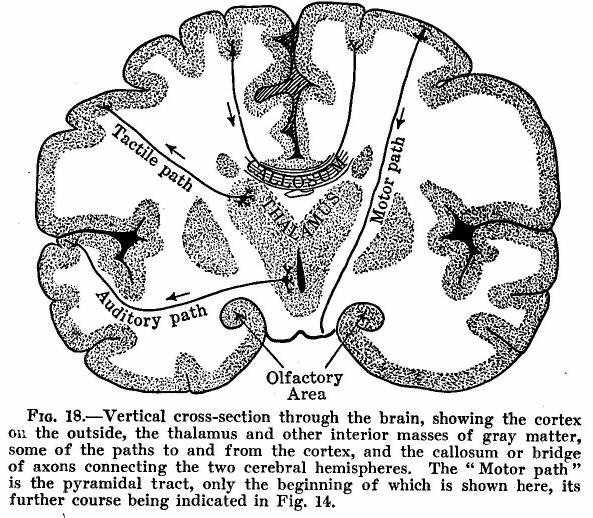 CALLOSUM
THALAMUS
Tactile path
Motor path
Auditory path
Olfactory
Area
FIG. 18.—Vertical cross-section through the brain, showing the cortex
on the outside, the thalamus and other interior masses of gray matter,
some of the paths to and from the cortex, and the callosum or bridge
of axons connecting the two cerebral hemispheres. The “Motor path”
is the pyramidal tract, only the beginning of which is shown here, its
further course being indicated in Fig. 14.